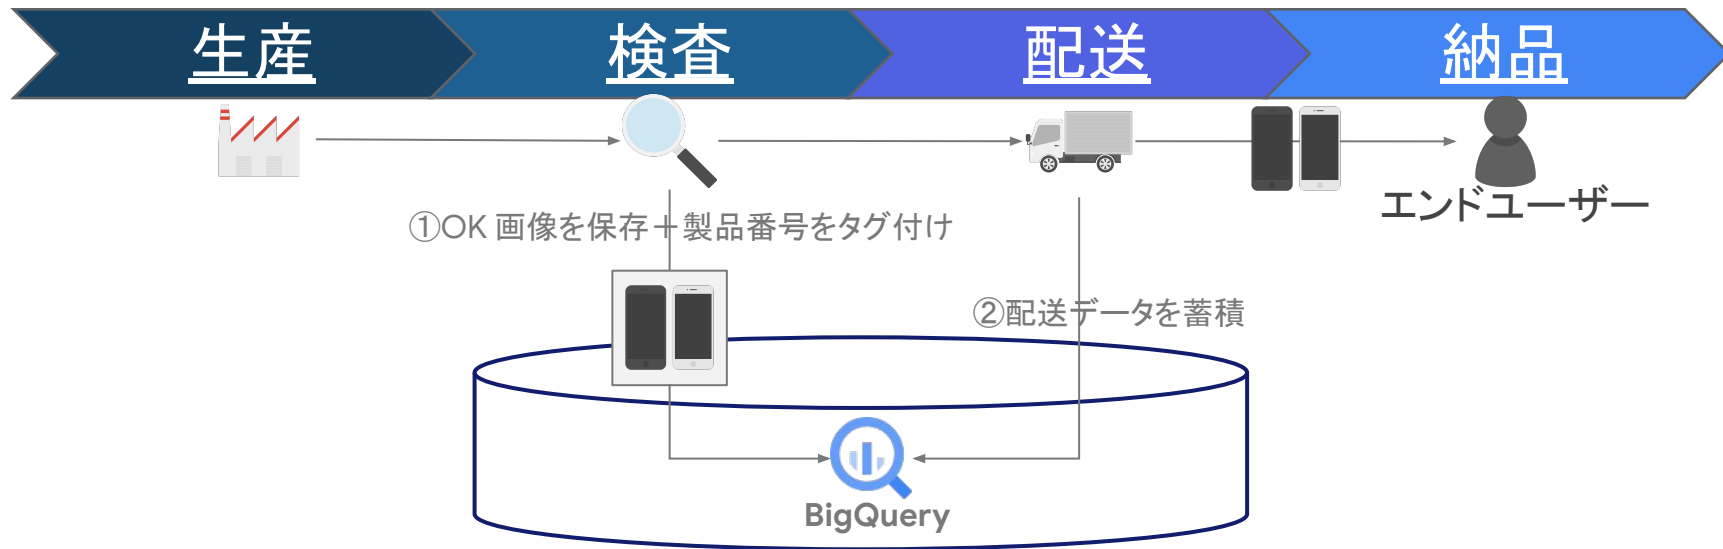 生産
検査
配送
納品
エンドユーザー
①OK 画像を保存＋製品番号をタグ付け
②配送データを蓄積
BigQuery